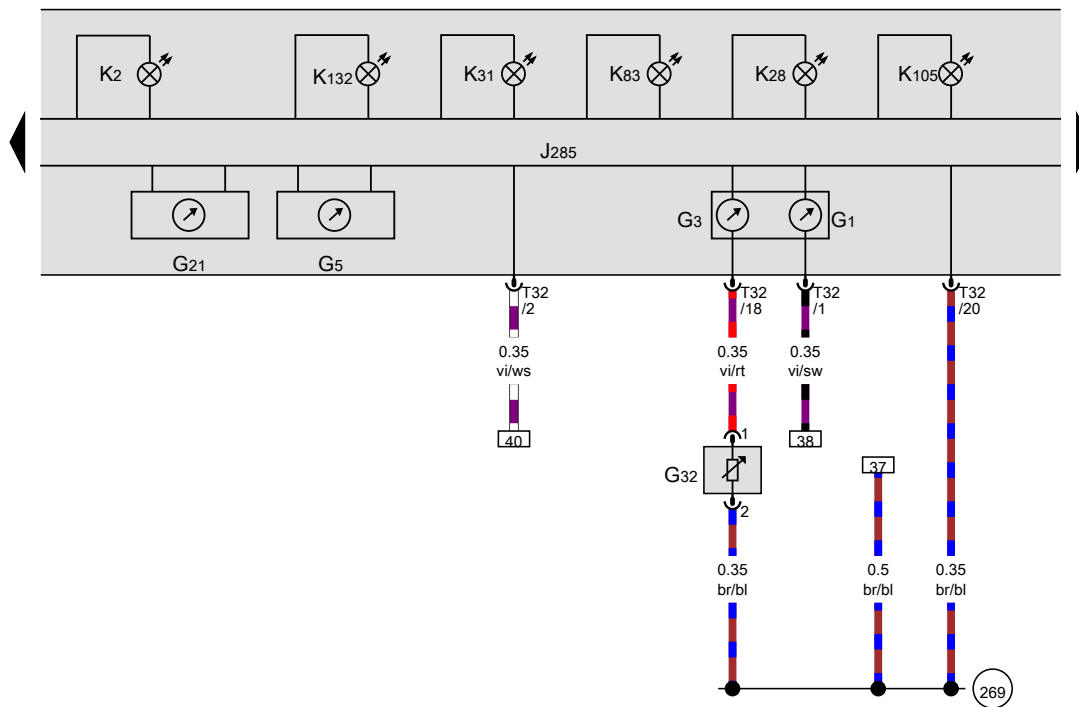 K2
K132
K31
K83
K28
K105
J285
G3
G1
G21
G5
T32
/2
T32
/18
T32
/1
T32
/20
0.35
vi/ws
0.35
vi/rt
0.35
vi/sw
40
1
38
G32
37
2
0.35
br/bl
0.5
br/bl
0.35
br/bl
269